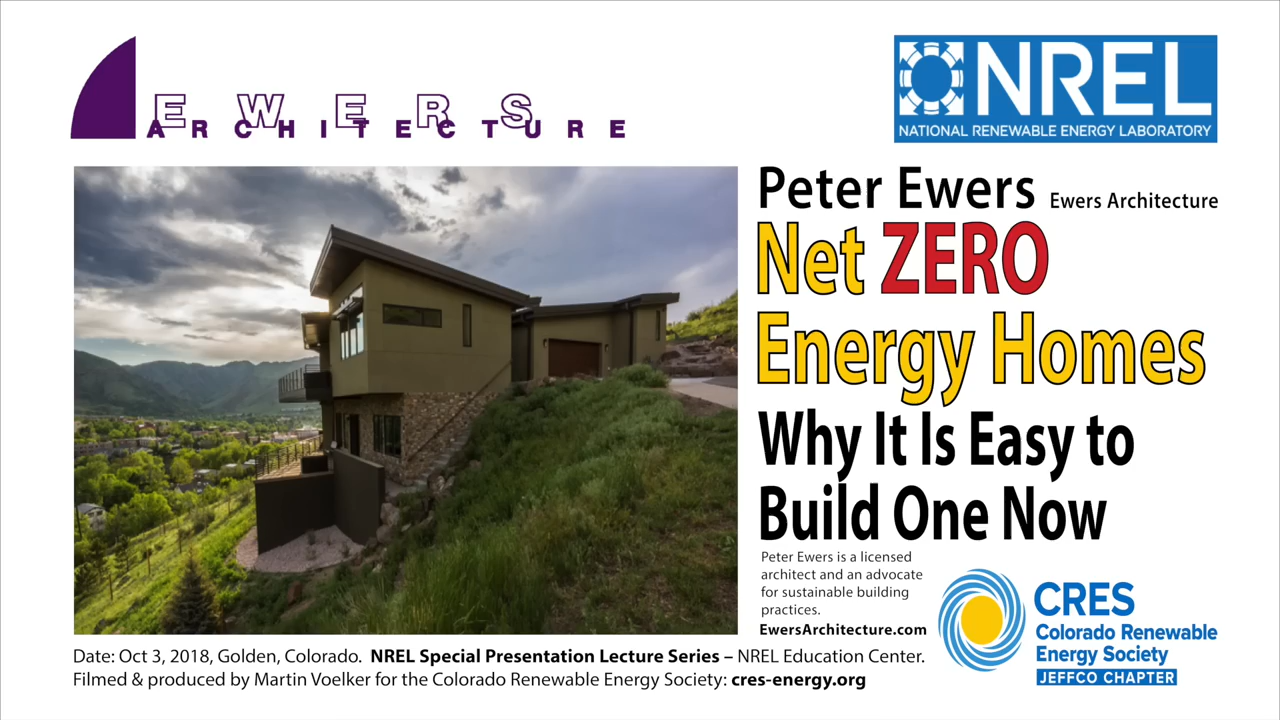 EWERS
ARCHITECTURE
NREL
NATIONAL RENEWABLE ENERGY LABORATORY
Peter Ewers Ewers Architecture
Net ZERO
Energy Homes
Why It Is Easy to
Build One Now
Peter Ewers is a licensed
architect and an advocate
for sustainable building
practices.
EwersArchitecture.com
CRES
Colorado Renewable
Energy Society
JEFFCO CHAPTER
Date: Oct 3, 2018, Golden, Colorado. NREL Special Presentation Lecture Series – NREL Education Center.
Filmed & produced by Martin Voelker for the Colorado Renewable Energy Society: cres-energy.org